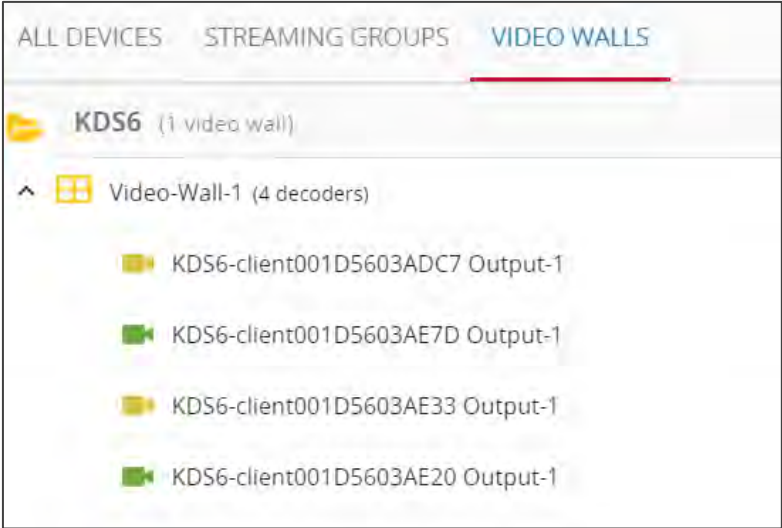 ALL DEVICES STREAMING GROUPS VIDEO WALLS
KDS6 (1 video wall)
Video-Wall-1 (4 decoders)
KDS6-client001D5603ADC7 Output-1
KDS6-client001D5603AE7D Output-1
KDS6-client001D5603AE33 Output-1
KDS6-client001D5603AE20 Output-1